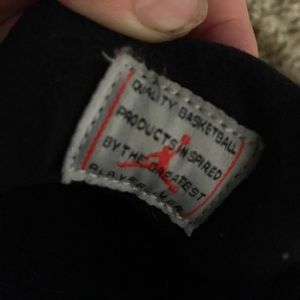 QUALITY BASKETBALL
PRODUCTS INSPIRED
BY THE GREATEST
PLAYER EVER